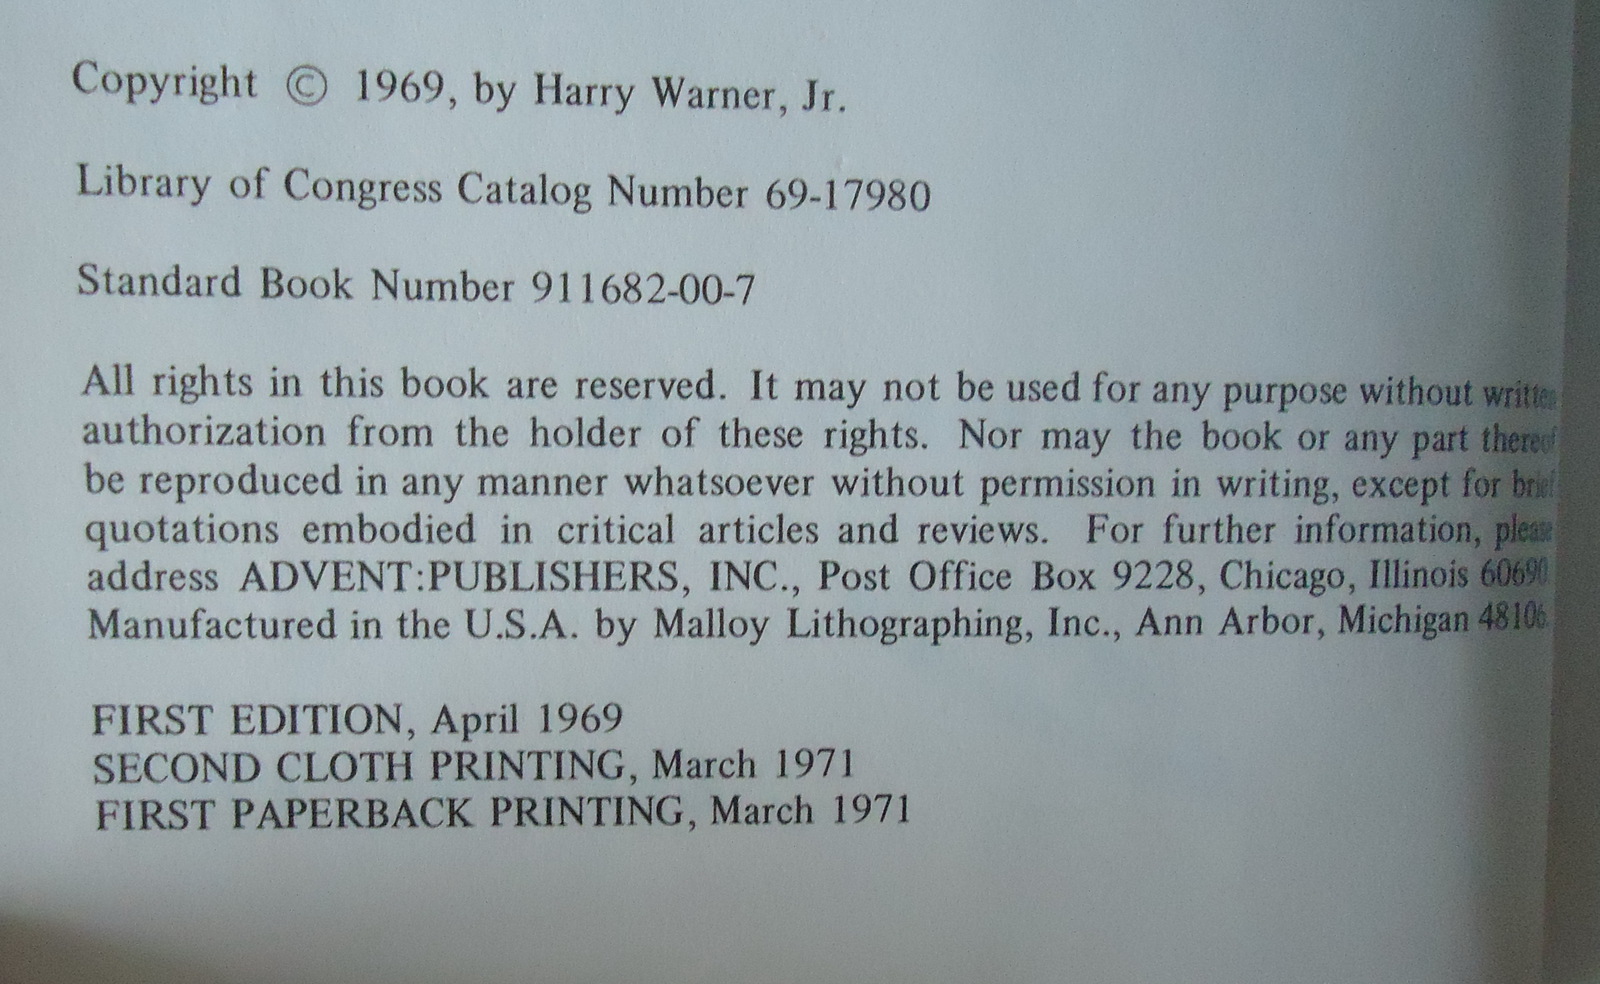 Copyright © 1969, by Harry Warner, Jr.
Library of Congress Catalog Number 69-17980
Standard Book Number 911682-00-7
All rights in this book are reserved. It may not be used for any purpose without written
authorization from the holder of these rights. Nor may the book or any part thereof
be reproduced in any manner whatsoever without permission in writing, except for brief
quotations embodied in critical articles and reviews. For further information, please
address ADVENT:PUBLISHERS, INC., Post Office Box 9228, Chicago, Illinois 60690.
Manufactured in the U.S.A. by Malloy Lithographing, Inc., Ann Arbor, Michigan 48106.
FIRST EDITION, April 1969
SECOND CLOTH PRINTING, March 1971
FIRST PAPERBACK PRINTING, March 1971